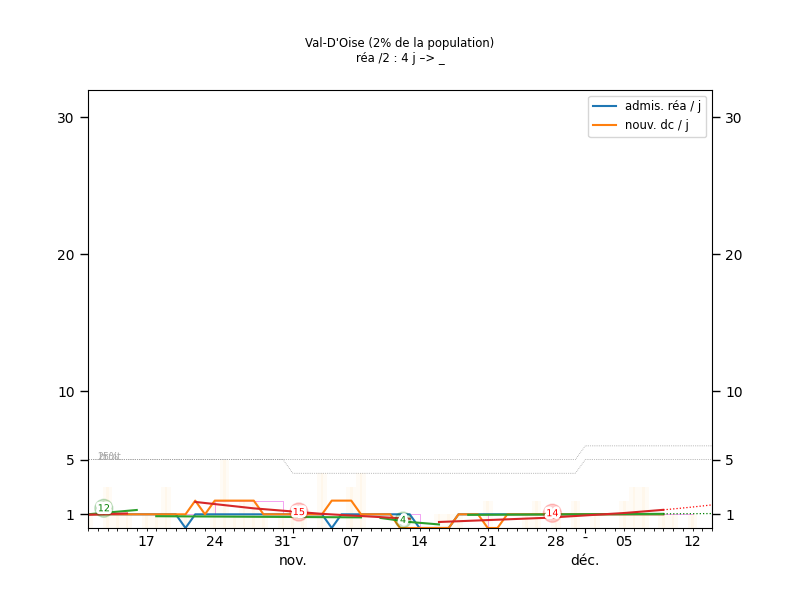 Val-D'Oise (2% de la population)
réa /2 : 4 j –> _
admis. réa / j
nouv. dc / j
30 30
20 20
10 10
5 5
1 1
12 15 4 14
17 24 31 - 07 14 21 28 - 05 12
nov. déc.